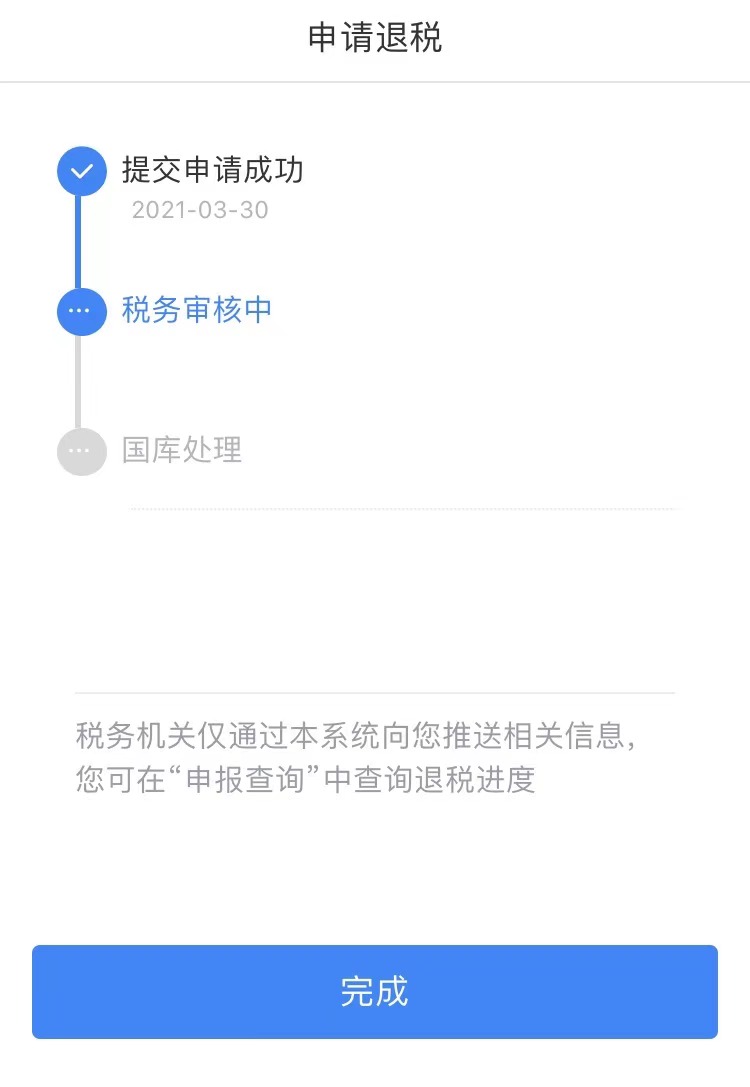 申请退税
提交申请成功
2021-03-30
税务审核中
国库处理
税务机关仅通过本系统向您推送相关信息,
您可在“申报查询”中查询退税进度
完成